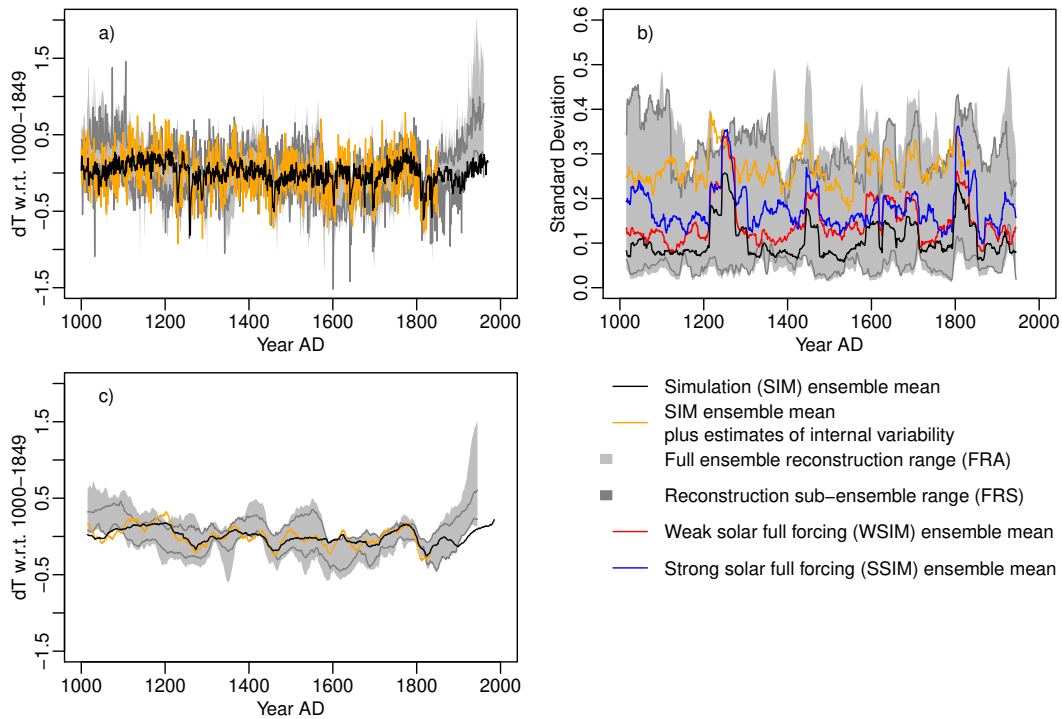 a)
dT w.r.t. 1000−1849
1.5
0.5
−0.5
−1.5
1000 1200 1400 1600 1800 2000
Year AD
b)
Standard Deviation
0.6
0.5
0.4
0.3
0.2
0.1
0.0
1000 1200 1400 1600 1800 2000
Year AD
c)
dT w.r.t. 1000−1849
1.5
0.5
−0.5
−1.5
1000 1200 1400 1600 1800 2000
Year AD
Simulation (SIM) ensemble mean
SIM ensemble mean
plus estimates of internal variability
Full ensemble reconstruction range (FRA)
Reconstruction sub−ensemble range (FRS)
Weak solar full forcing (WSIM) ensemble mean
Strong solar full forcing (SSIM) ensemble mean